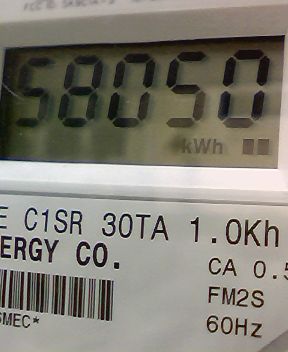 58050
kWh
E C1SR 30TA 1.0Kh
ERGY CO.
CA 0.5
FM2S
SMEC*
60Hz